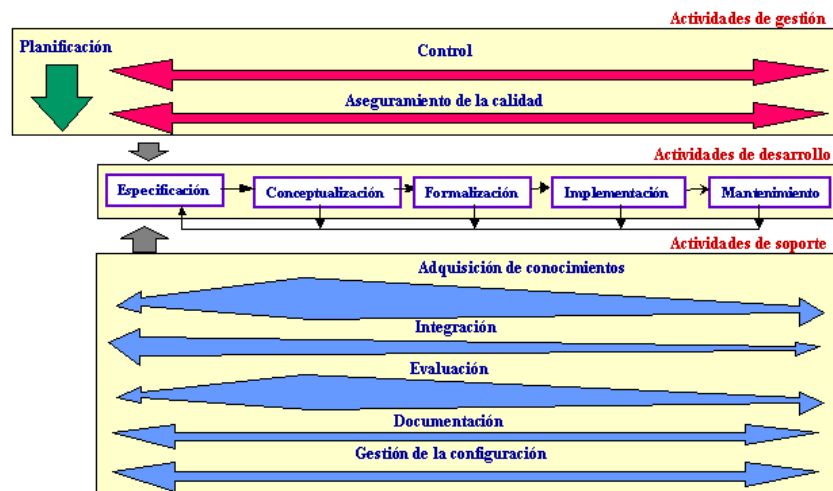 Actividades de gestión
Planificación
Control
Aseguramiento de la calidad
Actividades de desarrollo
Especificación
Conceptualización
Formalización
Implementación
Mantenimiento
Actividades de soporte
Adquisición de conocimientos
Integración
Evaluación
Documentación
Gestión de la configuración